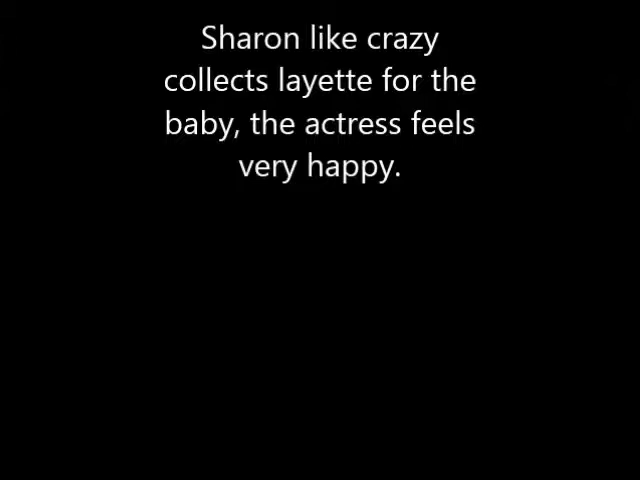 Sharon like crazy
collects layette for the
baby, the actress feels
very happy.